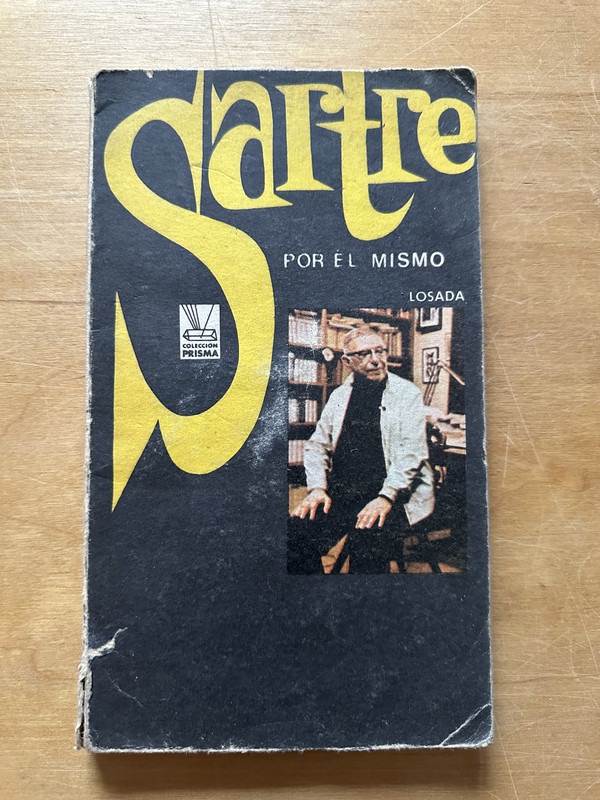 Sartre
POR ÉL MISMO
LOSADA
COLECCIÓN
PRISMA